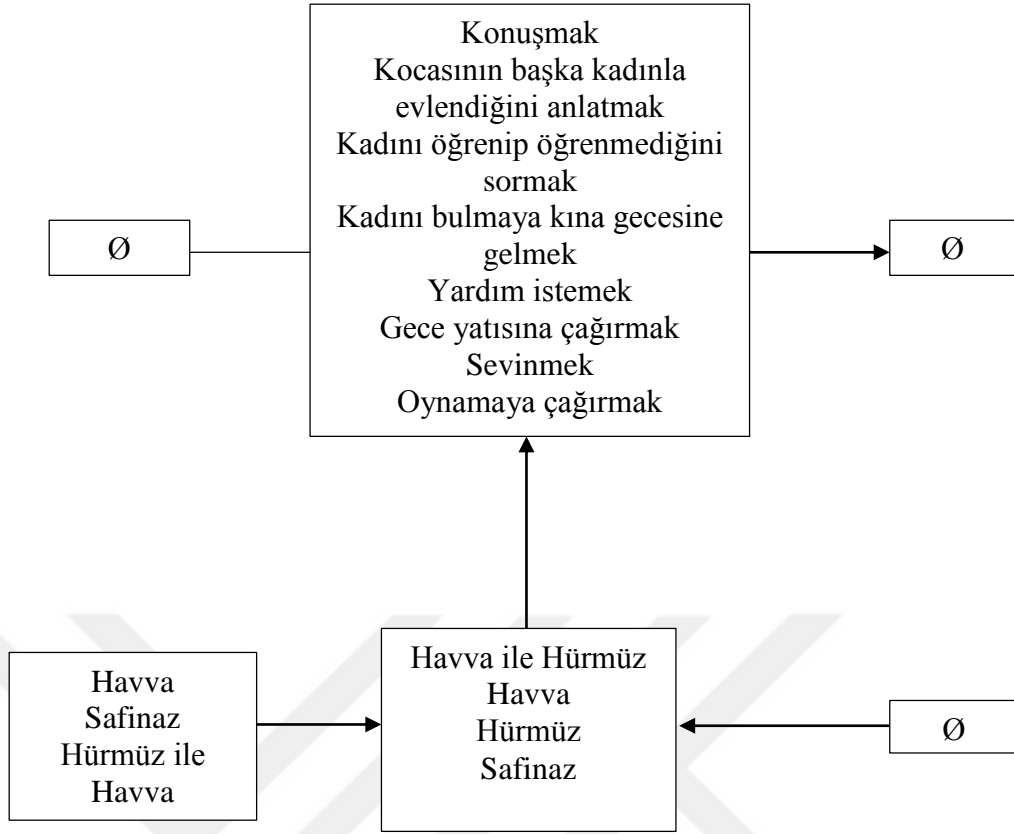 Konuşmak
Kocasının başka kadınla
evlendiğini anlatmak
Kadını öğrenip öğrenmediğini
sormak
Kadını bulmaya kına gecesine
gelmek
Yardım istemek
Gece yatısına çağırmak
Sevinmek
Oynamaya çağırmak
Ø
Ø
Havva
Safinaz
Hürmüz ile
Havva
Havva ile Hürmüz
Havva
Hürmüz
Safinaz
Ø